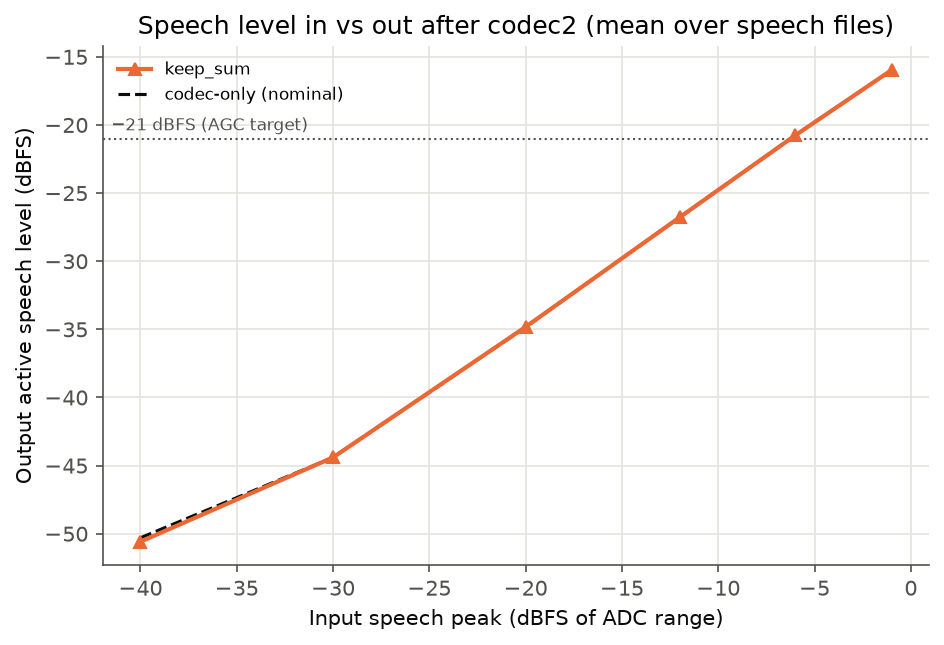 Speech level in vs out after codec2 (mean over speech files)
keep_sum
codec-only (nominal)
−21 dBFS (AGC target)
Output active speech level (dBFS)
−15
−20
−25
−30
−35
−40
−45
−50
−40 −35 −30 −25 −20 −15 −10 −5 0
Input speech peak (dBFS of ADC range)